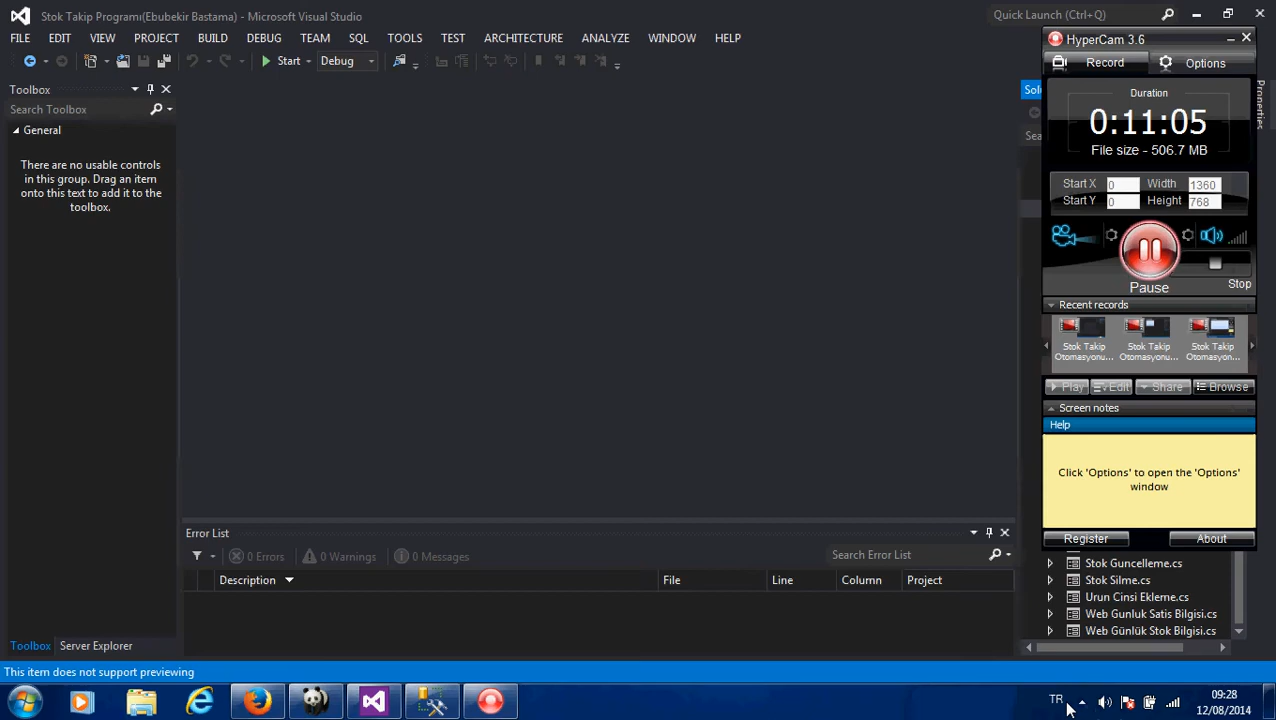 Stok Takip Programı(Ebubekir Bastama) - Microsoft Visual Studio
Quick Launch (Ctrl+Q)
FILE EDIT VIEW PROJECT BUILD DEBUG TEAM SQL TOOLS TEST ARCHITECTURE ANALYZE WINDOW HELP
Start Debug
Toolbox
Search Toolbox
General
There are no usable controls
in this group. Drag an item
onto this text to add it to the
toolbox.
Properties
HyperCam 3.6
Record Options
Duration
0:11:05
File size - 506.7 MB
Start X 0 Width 1360
Start Y 0 Height 768
Pause
Stop
Recent records
Stok Takip Otomasyonu...
Stok Takip Otomasyonu...
Stok Takip Otomasyonu...
Play Edit Share Browse
Screen notes
Help
Click 'Options' to open the 'Options'
window
Register About
Stok Guncelleme.cs
Stok Silme.cs
Urun Cinsi Ekleme.cs
Web Gunluk Satis Bilgisi.cs
Web Günlük Stok Bilgisi.cs
Error List
0 Errors 0 Warnings 0 Messages Search Error List
Description File Line Column Project
Toolbox Server Explorer
This item does not support previewing
TR
09:28
12/08/2014